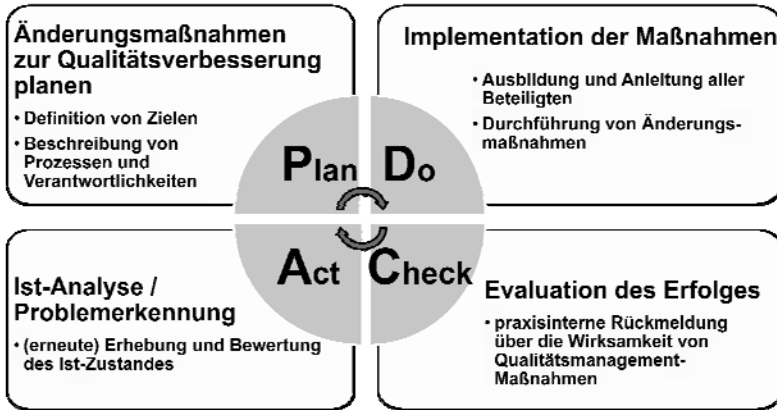 Änderungsmaßnahmen
zur Qualitätsverbesserung
planen
• Definition von Zielen
• Beschreibung von
Prozessen und
Verantwortlichkeiten
Implementation der Maßnahmen
• Ausbildung und Anleitung aller
Beteiligten
• Durchführung von Änderungs-
maßnahmen
Plan
Do
Act
Check
Ist-Analyse /
Problemerkennung
• (erneute) Erhebung und Bewertung
des Ist-Zustandes
Evaluation des Erfolges
• praxisinterne Rückmeldung
über die Wirksamkeit von
Qualitätsmanagement-
Maßnahmen